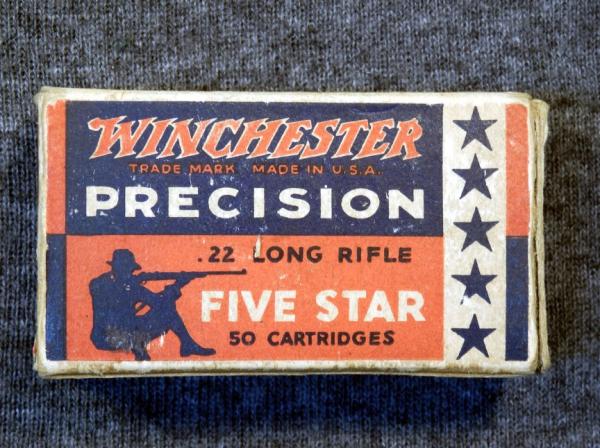 WINCHESTER
TRADE MARK MADE IN U.S.A.
PRECISION
.22 LONG RIFLE
FIVE STAR
50 CARTRIDGES